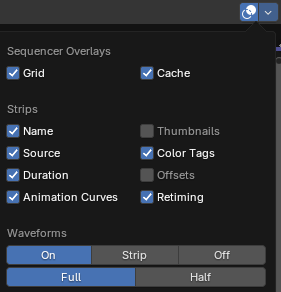 Sequencer Overlays
Grid Cache
Strips
Name Thumbnails
Source Color Tags
Duration Offsets
Animation Curves Retiming
Waveforms
On Strip Off
Full Half